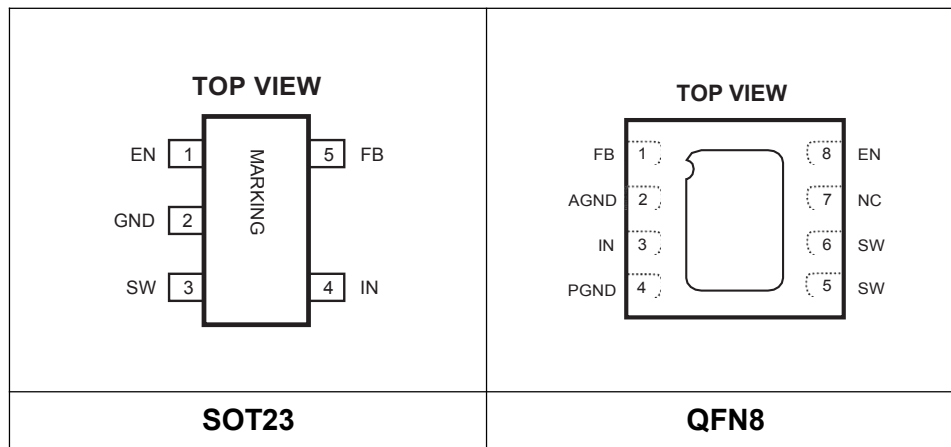 TOP VIEW
EN 1
GND 2
SW 3
MARKING
5 FB
4 IN
SOT23
TOP VIEW
FB 1
AGND 2
IN 3
PGND 4
8 EN
7 NC
6 SW
5 SW
QFN8